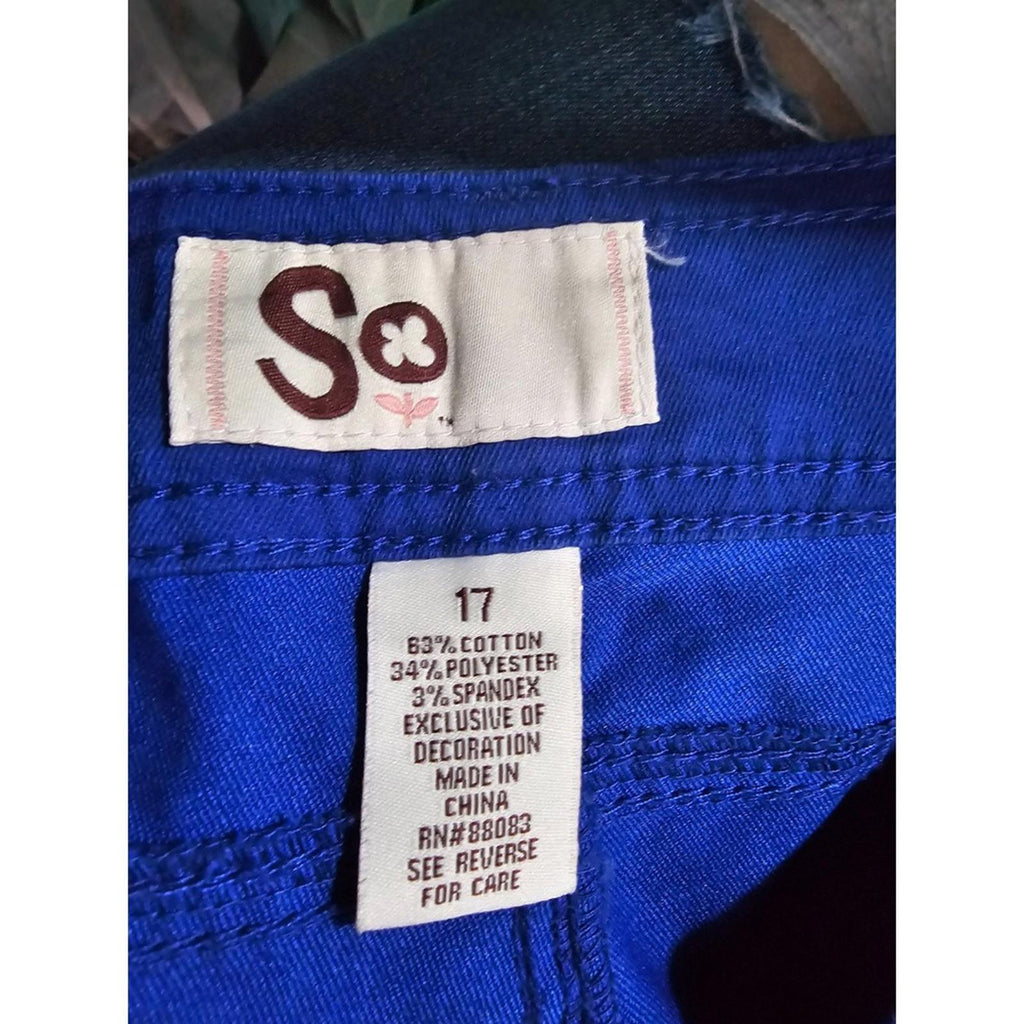 So
™
17
63% COTTON
34% POLYESTER
3% SPANDEX
EXCLUSIVE OF
DECORATION
MADE IN
CHINA
RN#88083
SEE REVERSE
FOR CARE